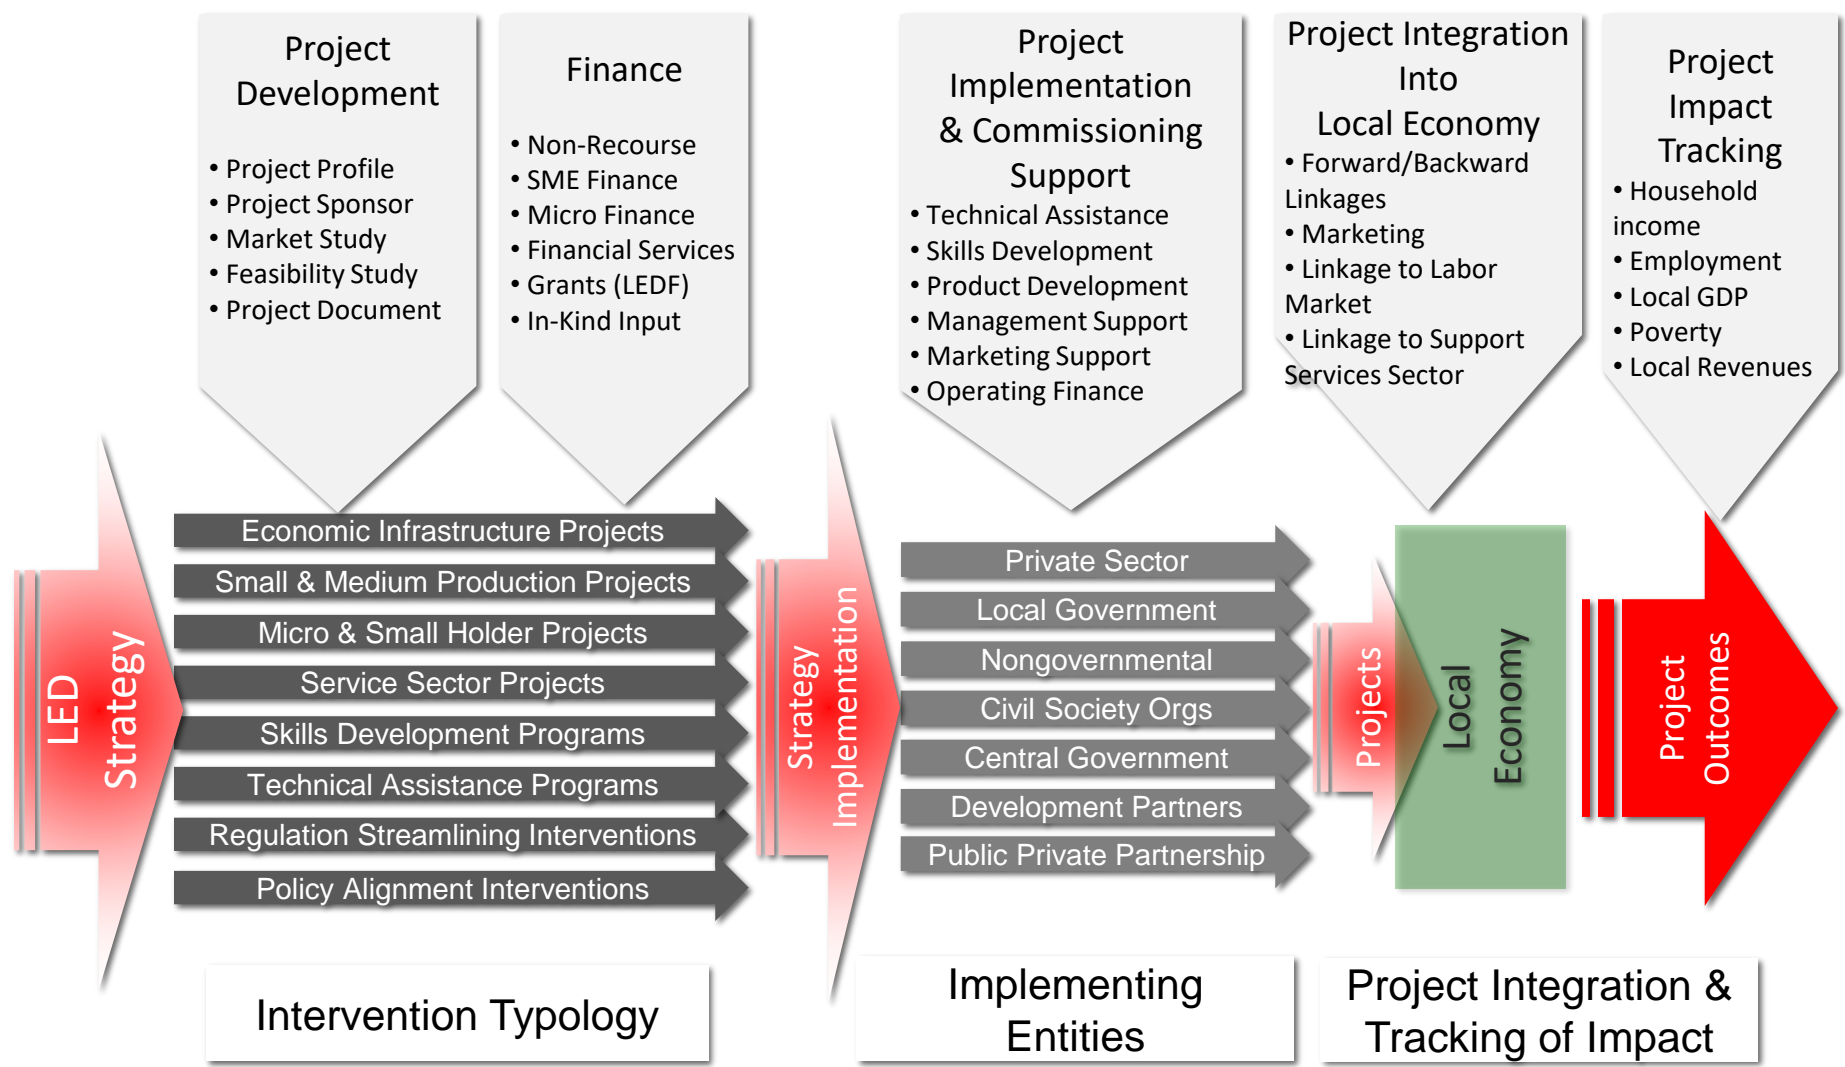 Project
Development
• Project Profile
• Project Sponsor
• Market Study
• Feasibility Study
• Project Document
Finance
• Non-Recourse
• SME Finance
• Micro Finance
• Financial Services
• Grants (LEDF)
• In-Kind Input
Project
Implementation
& Commissioning
Support
• Technical Assistance
• Skills Development
• Product Development
• Management Support
• Marketing Support
• Operating Finance
Project Integration
Into
Local Economy
• Forward/Backward
Linkages
• Marketing
• Linkage to Labor
Market
• Linkage to Support
Services Sector
Project
Impact
Tracking
• Household
income
• Employment
• Local GDP
• Poverty
• Local Revenues
LED
Strategy
Economic Infrastructure Projects
Small & Medium Production Projects
Micro & Small Holder Projects
Service Sector Projects
Skills Development Programs
Technical Assistance Programs
Regulation Streamlining Interventions
Policy Alignment Interventions
Strategy
Implementation
Private Sector
Local Government
Nongovernmental
Civil Society Orgs
Central Government
Development Partners
Public Private Partnership
Projects
Local
Economy
Project
Outcomes
Intervention Typology
Implementing
Entities
Project Integration &
Tracking of Impact